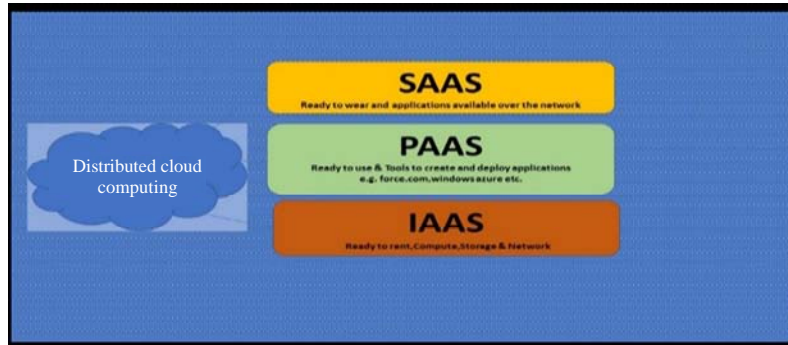 Distributed cloud
computing
SAAS
Ready to wear and applications available over the network
PAAS
Ready to use & Tools to create and deploy applications
e.g. force.com,windows azure etc.
IAAS
Ready to rent,Compute,Storage & Network